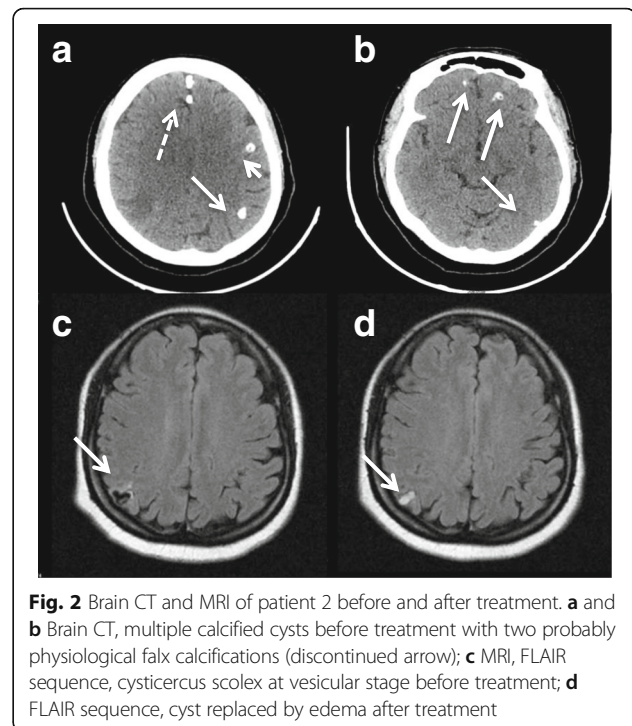 a
b
c
d
Fig. 2 Brain CT and MRI of patient 2 before and after treatment. a and
b Brain CT, multiple calcified cysts before treatment with two probably
physiological falx calcifications (discontinued arrow); c MRI, FLAIR
sequence, cysticercus scolex at vesicular stage before treatment; d
FLAIR sequence, cyst replaced by edema after treatment